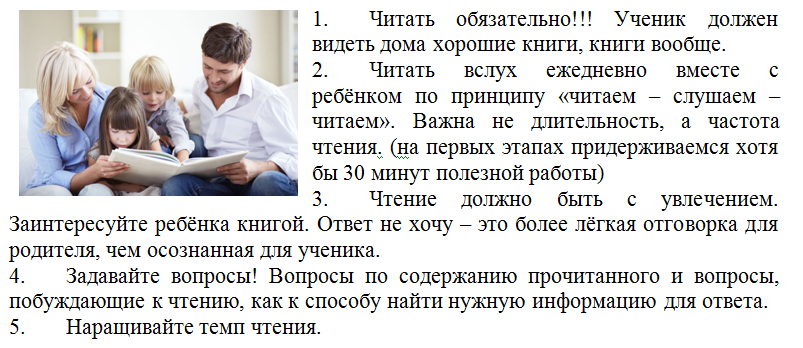 1. Читать обязательно!!! Ученик должен
видеть дома хорошие книги, книги вообще.
2. Читать вслух ежедневно вместе с
ребёнком по принципу «читаем – слушаем –
читаем». Важна не длительность, а частота
чтения. (на первых этапах придерживаемся хотя
бы 30 минут полезной работы)
3. Чтение должно быть с увлечением.
Заинтересуйте ребёнка книгой. Ответ не хочу – это более лёгкая отговорка для
родителя, чем осознанная для ученика.
4. Задавайте вопросы! Вопросы по содержанию прочитанного и вопросы,
побуждающие к чтению, как к способу найти нужную информацию для ответа.
5. Наращивайте темп чтения.